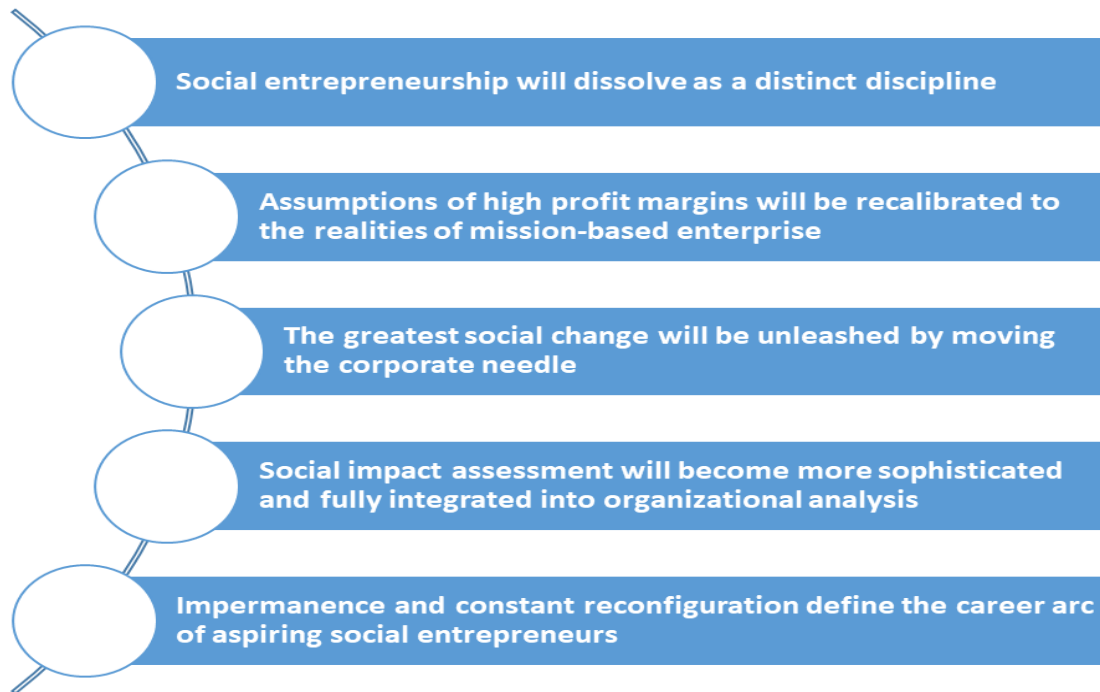 Social entrepreneurship will dissolve as a distinct discipline
Assumptions of high profit margins will be recalibrated to
the realities of mission-based enterprise
The greatest social change will be unleashed by moving
the corporate needle
Social impact assessment will become more sophisticated
and fully integrated into organizational analysis
Impermanence and constant reconfiguration define the career arc
of aspiring social entrepreneurs